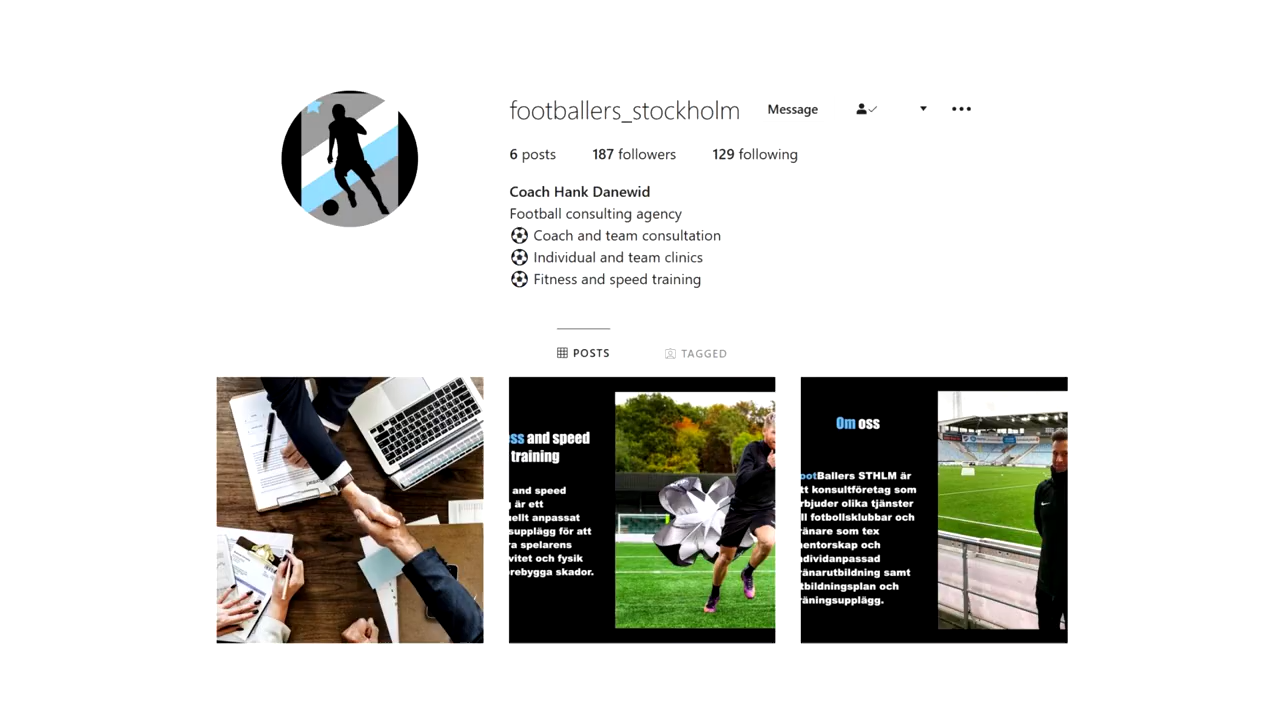 footballers_stockholm
Message
6 posts 187 followers 129 following
Coach Hank Danewid
Football consulting agency
Coach and team consultation
Individual and team clinics
Fitness and speed training
POSTS
TAGGED
ss and speed
training
and speed
är ett
uellt anpassat
supplägg för att
ra spelarens
vitet och fysik
rebygga skador.
Om oss
ootBallers STHLM är
tt konsultföretag som
rbjuder olika tjänster
ll fotbollsklubbar och
ränare som tex
entorskap och
dividanpassad
ränarutbildning samt
tbildningsplan och
räningsupplägg.